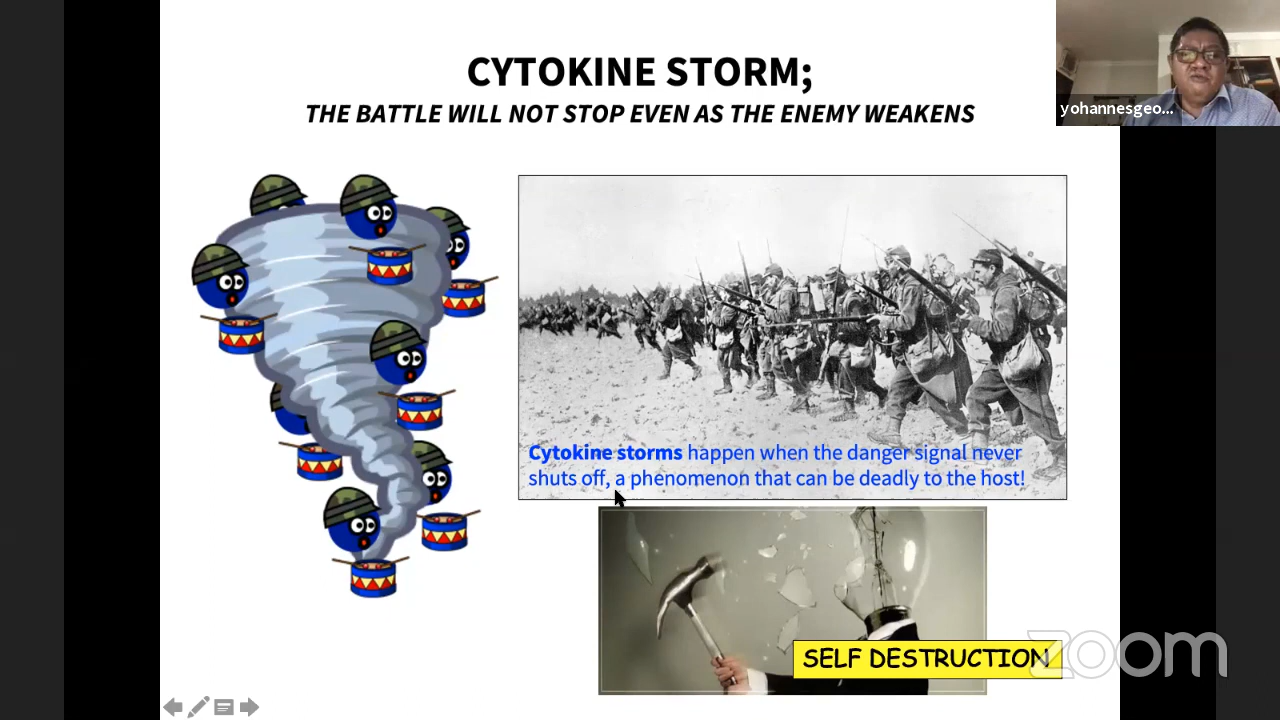 CYTOKINE STORM;
THE BATTLE WILL NOT STOP EVEN AS THE ENEMY WEAKENS
yohannesgeo...
Cytokine storms happen when the danger signal never
shuts off, a phenomenon that can be deadly to the host!
SELF DESTRUCTION
zoom